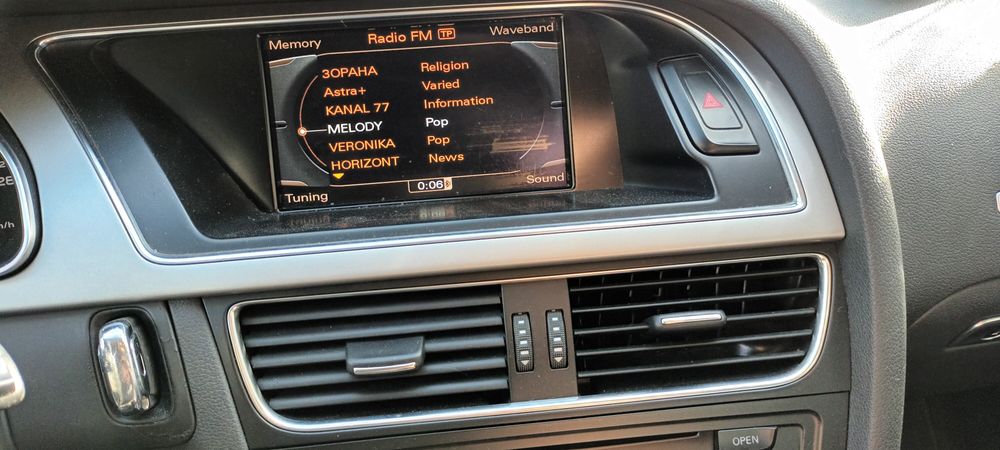 Memory Radio FM TP Waveband
ЗОРАНА Religion
Astra+ Varied
KANAL 77 Information
MELODY Pop
VERONIKA Pop
HORIZONT News
Tuning 0:06 Sound
OPEN